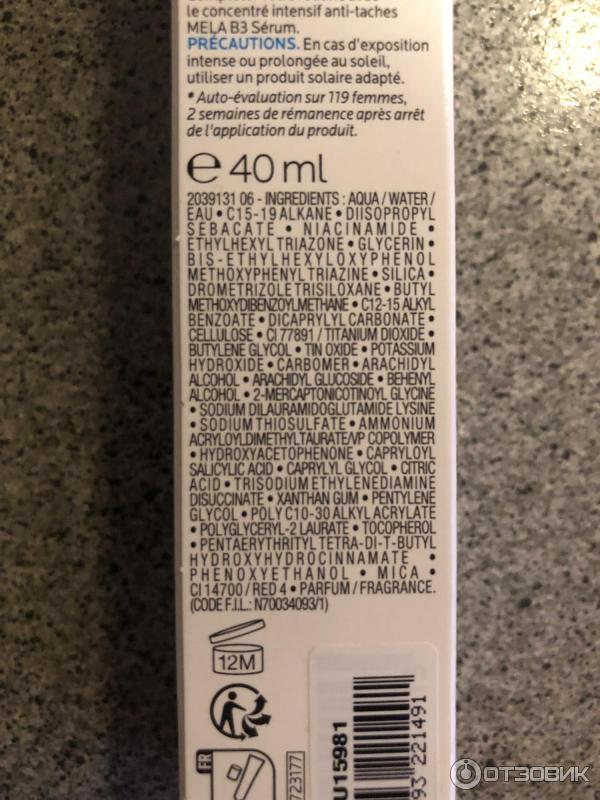 le concentré intensif anti-taches
MELA B3 Sérum.
PRÉCAUTIONS. En cas d'exposition
intense ou prolongée au soleil,
utiliser un produit solaire adapté.
* Auto-évaluation sur 119 femmes,
2 semaines de rémanence après arrêt
de l'application du produit.
℮ 40 ml
2039131 06 - INGREDIENTS : AQUA / WATER /
EAU • C15-19 ALKANE • DIISOPROPYL
SEBACATE • NIACINAMIDE •
ETHYLHEXYL TRIAZONE • GLYCERIN •
BIS-ETHYLHEXYLOXYPHENOL
METHOXYPHENYL TRIAZINE • SILICA •
DROMETRIZOLE TRISILOXANE • BUTYL
METHOXYDIBENZOYLMETHANE • C12-15 ALKYL
BENZOATE • DICAPRYLYL CARBONATE •
CELLULOSE • CI 77891 / TITANIUM DIOXIDE •
BUTYLENE GLYCOL • TIN OXIDE • POTASSIUM
HYDROXIDE • CARBOMER • ARACHIDYL
ALCOHOL • ARACHIDYL GLUCOSIDE • BEHENYL
ALCOHOL • 2-MERCAPTONICOTINOYL GLYCINE
• SODIUM DILAURAMIDOGLUTAMIDE LYSINE
• SODIUM THIOSULFATE • AMMONIUM
ACRYLOYLDIMETHYLTAURATE/VP COPOLYMER
• HYDROXYACETOPHENONE • CAPRYLOYL
SALICYLIC ACID • CAPRYLYL GLYCOL • CITRIC
ACID • TRISODIUM ETHYLENEDIAMINE
DISUCCINATE • XANTHAN GUM • PENTYLENE
GLYCOL • POLY C10-30 ALKYL ACRYLATE
• POLYGLYCERYL-2 LAURATE • TOCOPHEROL
• PENTAERYTHRITYL TETRA-DI-T-BUTYL
HYDROXYHYDROCINNAMATE •
PHENOXYETHANOL • MICA •
CI 14700 / RED 4 • PARFUM / FRAGRANCE.
(CODE F.I.L.: N70034093/1)
12M
FR
723177
U15981
93 221491
ОТЗОВИК